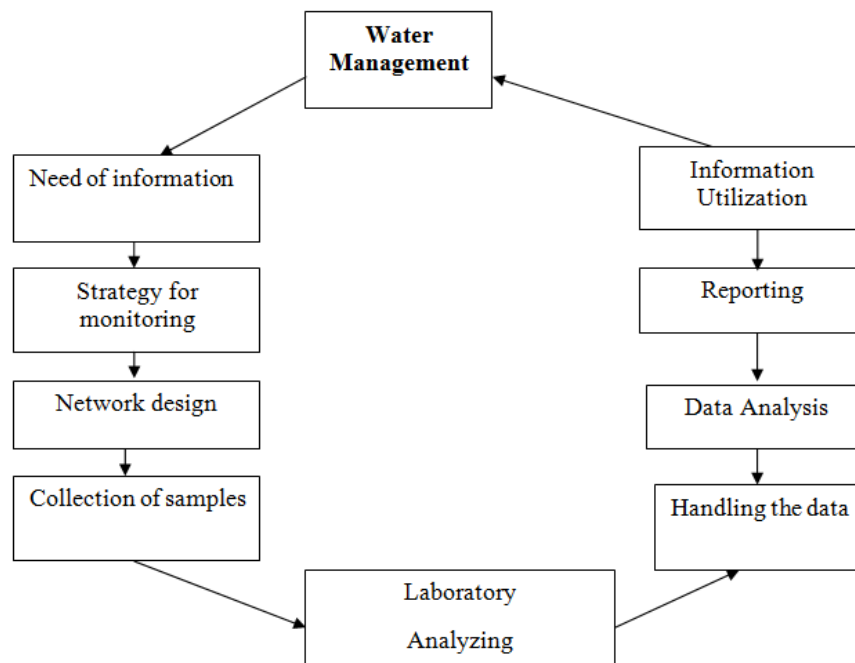 Water
Management
Need of information
Strategy for
monitoring
Network design
Collection of samples
Laboratory
Analyzing
Information
Utilization
Reporting
Data Analysis
Handling the data